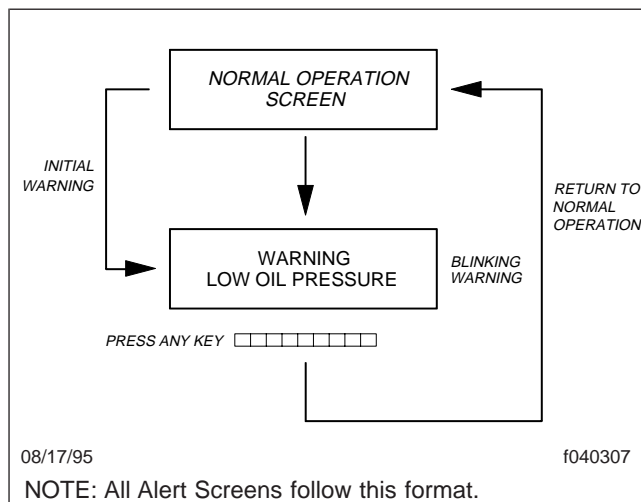 NORMAL OPERATION
SCREEN
INITIAL
WARNING
RETURN TO
NORMAL
OPERATION
WARNING
LOW OIL PRESSURE
BLINKING
WARNING
PRESS ANY KEY
08/17/95
f040307
NOTE: All Alert Screens follow this format.